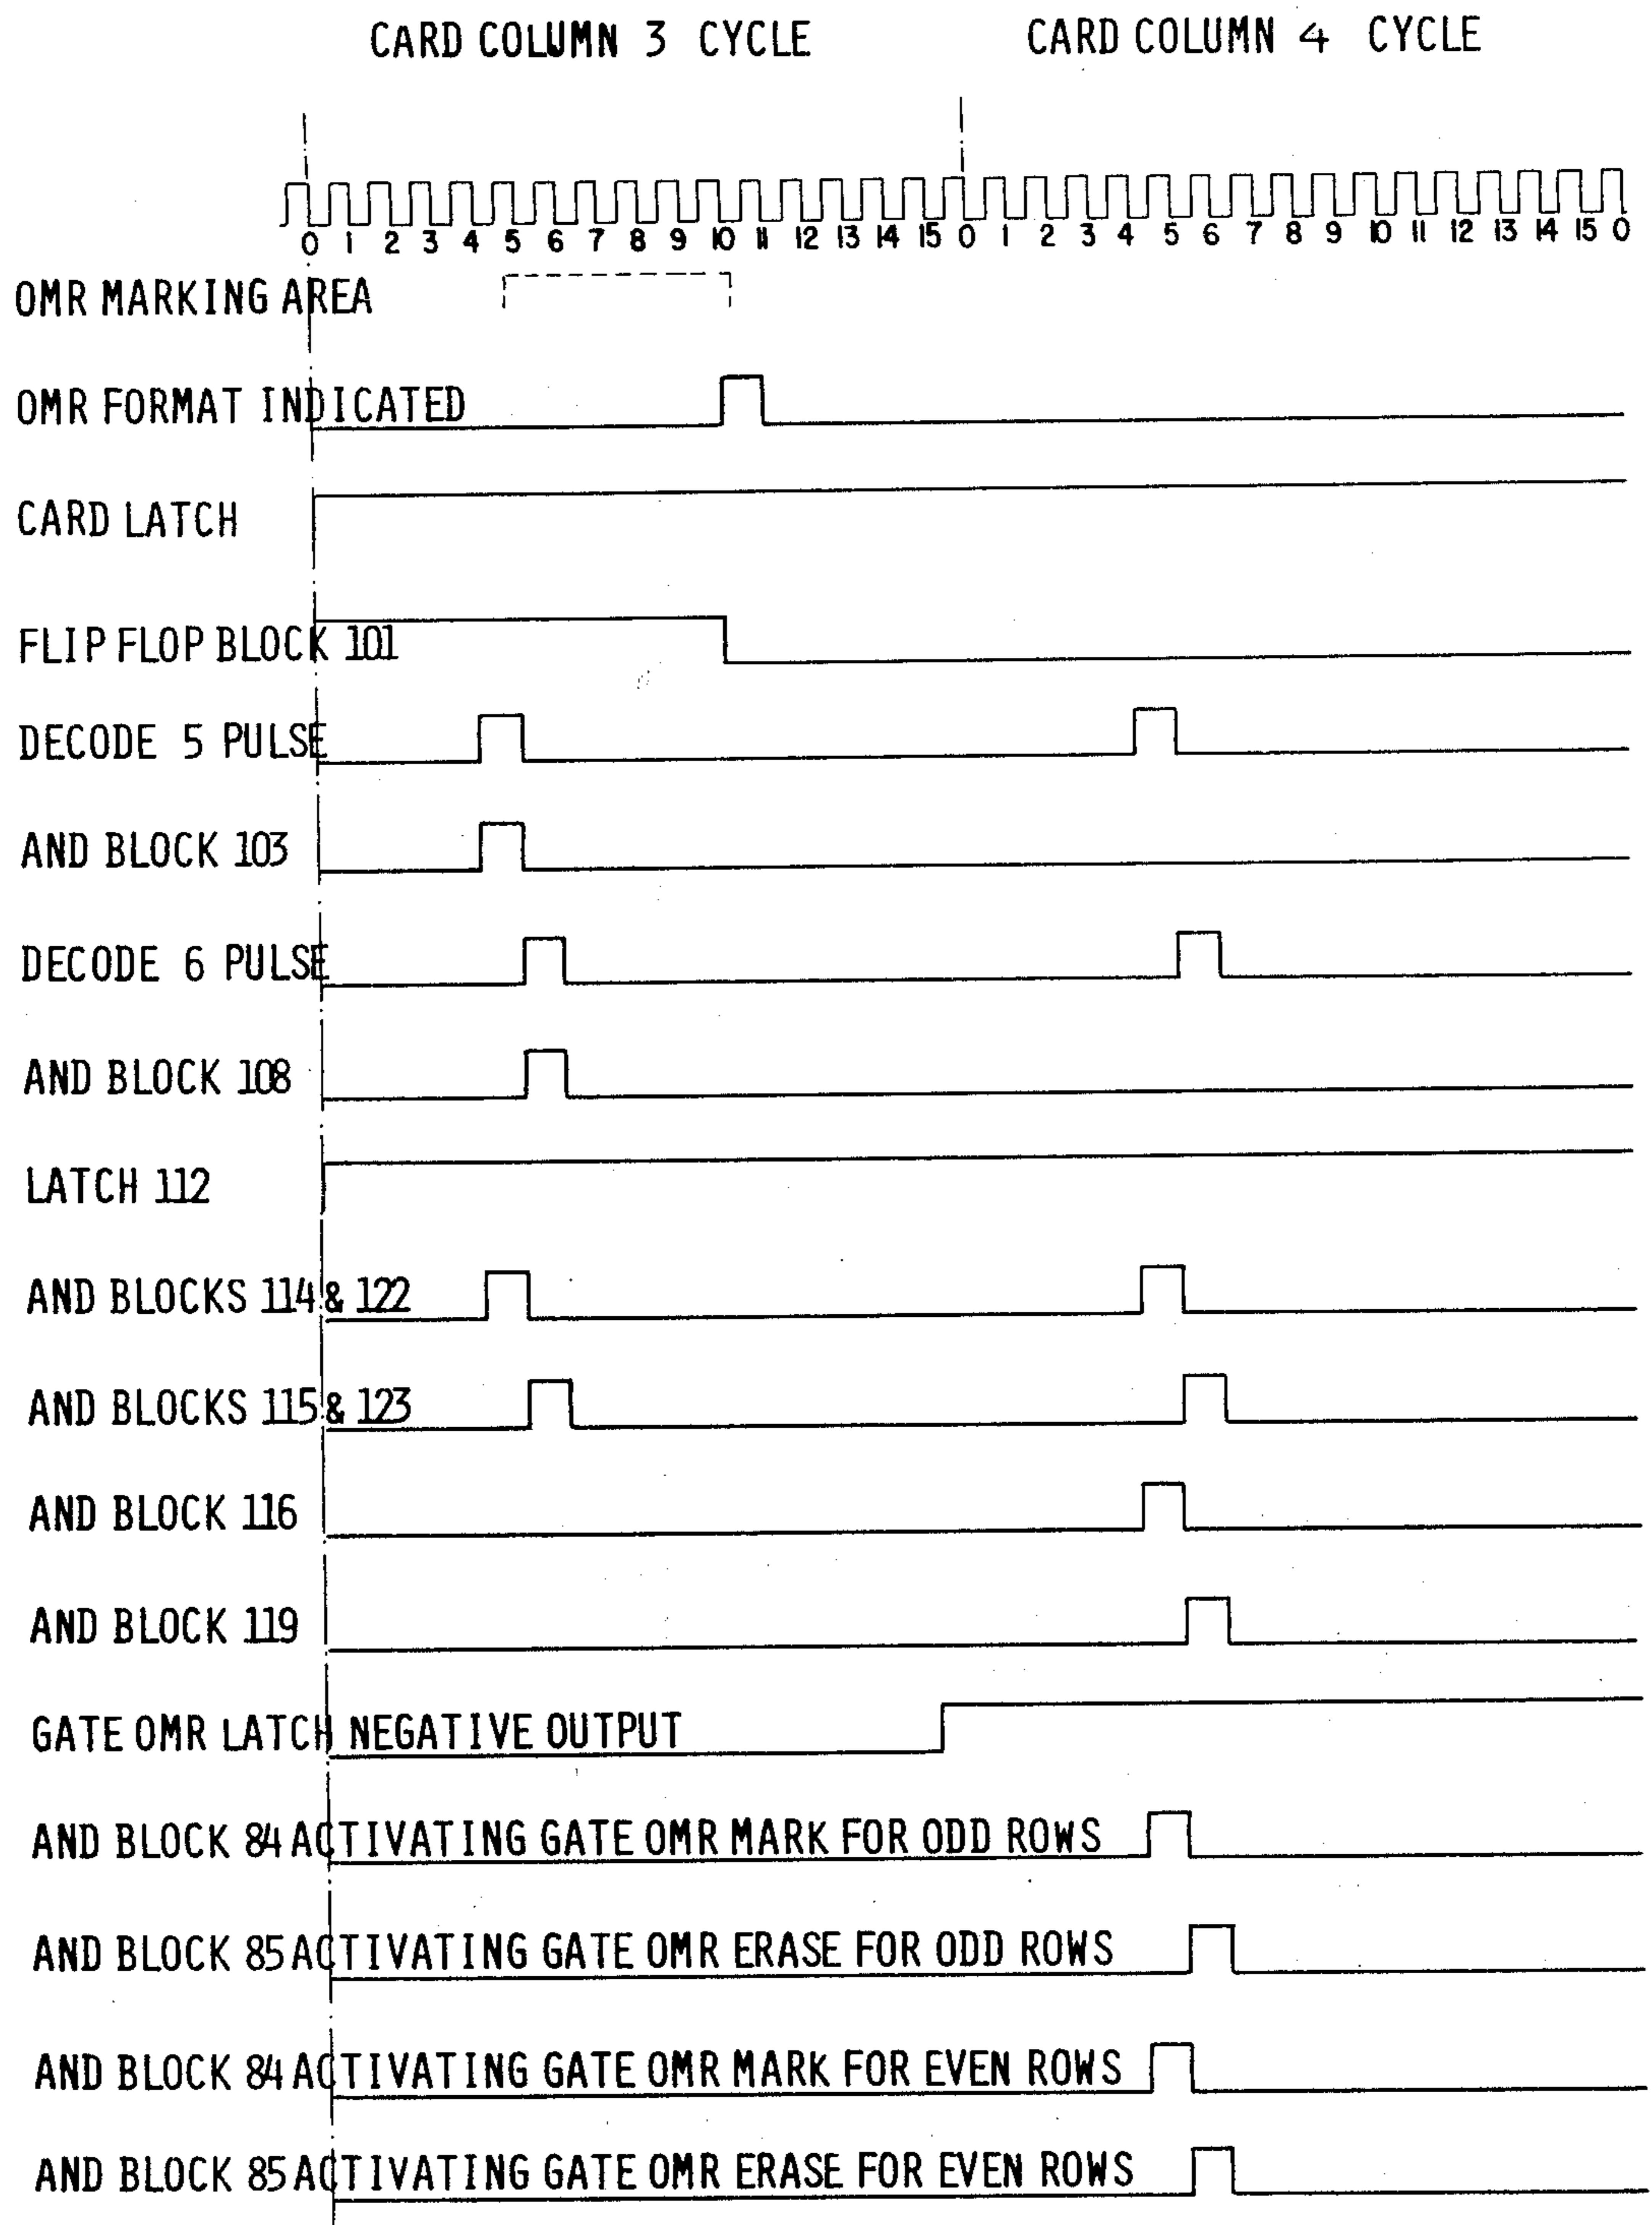 CARD COLUMN 3 CYCLE CARD COLUMN 4 CYCLE
0 1 2 3 4 5 6 7 8 9 10 11 12 13 14 15 0 1 2 3 4 5 6 7 8 9 10 11 12 13 14 15 0
OMR MARKING AREA
OMR FORMAT INDICATED
CARD LATCH
FLIP FLOP BLOCK 101
DECODE 5 PULSE
AND BLOCK 103
DECODE 6 PULSE
AND BLOCK 108
LATCH 112
AND BLOCKS 114 & 122
AND BLOCKS 115 & 123
AND BLOCK 116
AND BLOCK 119
GATE OMR LATCH NEGATIVE OUTPUT
AND BLOCK 84 ACTIVATING GATE OMR MARK FOR ODD ROWS
AND BLOCK 85 ACTIVATING GATE OMR ERASE FOR ODD ROWS
AND BLOCK 84 ACTIVATING GATE OMR MARK FOR EVEN ROWS
AND BLOCK 85 ACTIVATING GATE OMR ERASE FOR EVEN ROWS